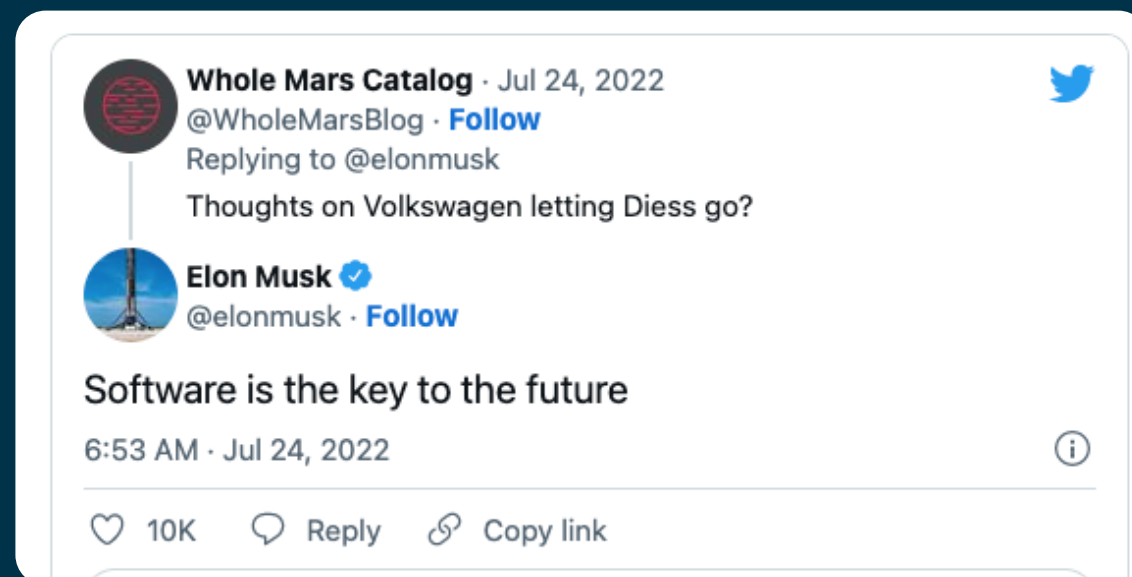 Whole Mars Catalog · Jul 24, 2022
@WholeMarsBlog · Follow
Replying to @elonmusk
Thoughts on Volkswagen letting Diess go?
Elon Musk
@elonmusk · Follow
Software is the key to the future
6:53 AM · Jul 24, 2022
10K Reply Copy link